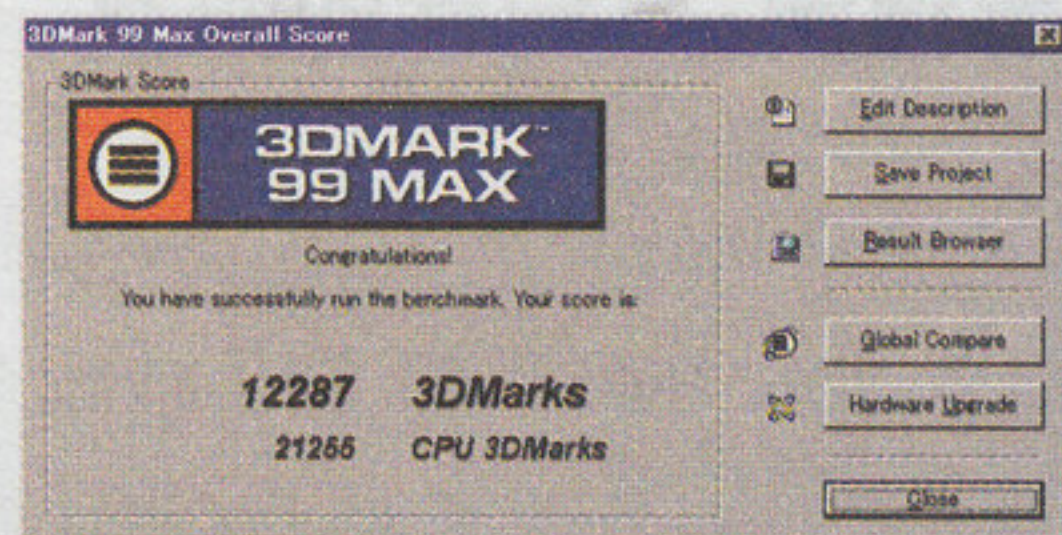 3DMark 99 Max Overall Score
3DMark Score
3DMARK™
99 MAX
Congratulations!
You have successfully run the benchmark. Your score is:
12287 3DMarks
21255 CPU 3DMarks
Edit Description
Save Project
Result Browser
Global Compare
Hardware Upgrade
Close